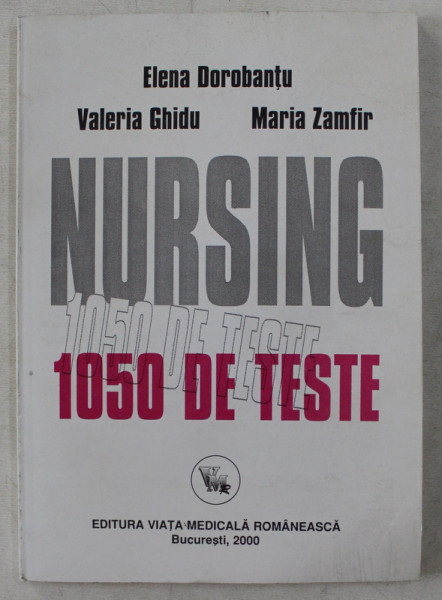 Elena Dorobanțu
Valeria Ghidu Maria Zamfir
NURSING
1050 DE TESTE
1050 DE TESTE
VMR
EDITURA VIAȚA MEDICALĂ ROMÂNEASCĂ
București, 2000